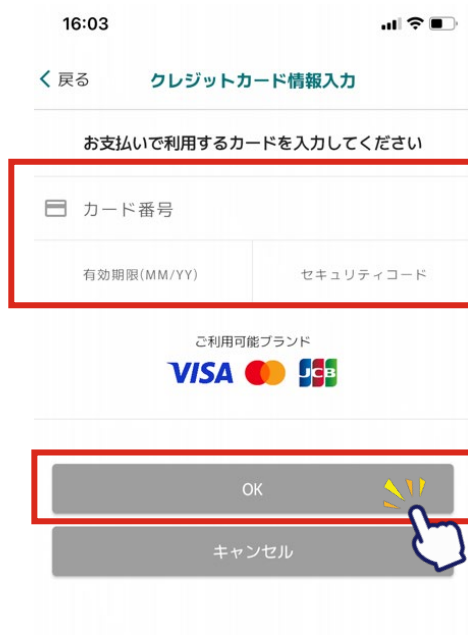 16:03
戻る クレジットカード情報入力
お支払いで利用するカードを入力してください
カード番号
有効期限(MM/YY) セキュリティコード
ご利用可能ブランド
VISA JCB
OK
キャンセル